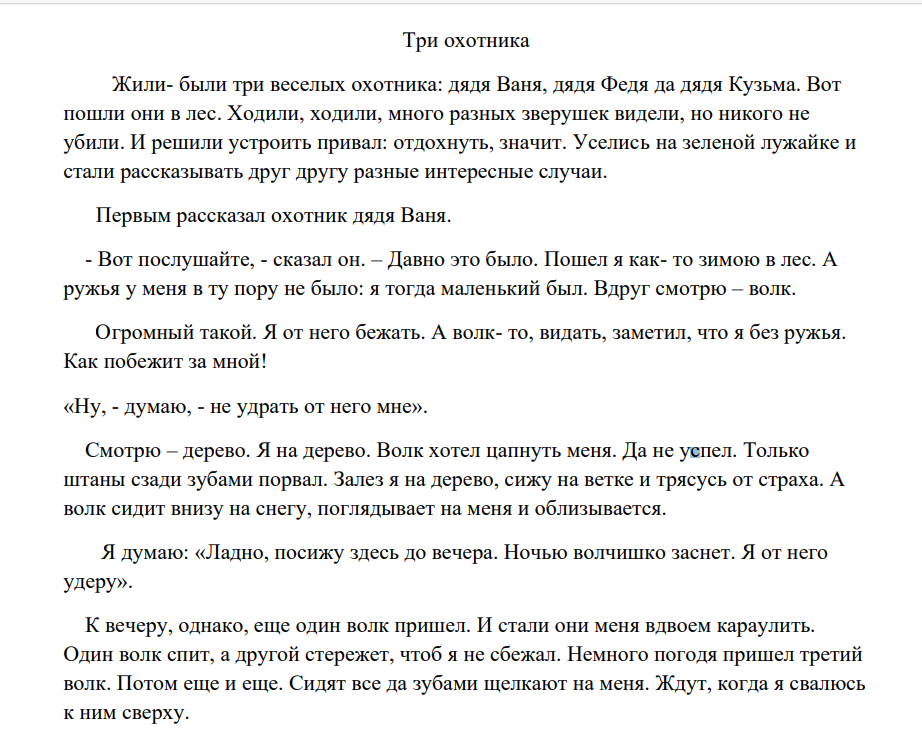 Три охотника
Жили- были три веселых охотника: дядя Ваня, дядя Федя да дядя Кузьма. Вот
пошли они в лес. Ходили, ходили, много разных зверушек видели, но никого не
убили. И решили устроить привал: отдохнуть, значит. Уселись на зеленой лужайке и
стали рассказывать друг другу разные интересные случаи.
Первым рассказал охотник дядя Ваня.
- Вот послушайте, - сказал он. – Давно это было. Пошел я как- то зимою в лес. А
ружья у меня в ту пору не было: я тогда маленький был. Вдруг смотрю – волк.
Огромный такой. Я от него бежать. А волк- то, видать, заметил, что я без ружья.
Как побежит за мной!
«Ну, - думаю, - не удрать от него мне».
Смотрю – дерево. Я на дерево. Волк хотел цапнуть меня. Да не успел. Только
штаны сзади зубами порвал. Залез я на дерево, сижу на ветке и трясусь от страха. А
волк сидит внизу на снегу, поглядывает на меня и облизывается.
Я думаю: «Ладно, посижу здесь до вечера. Ночью волчишко заснет. Я от него
удеру».
К вечеру, однако, еще один волк пришел. И стали они меня вдвоем караулить.
Один волк спит, а другой стережет, чтоб я не сбежал. Немного погодя пришел третий
волк. Потом еще и еще. Сидят все да зубами щелкают на меня. Ждут, когда я свалюсь
к ним сверху.